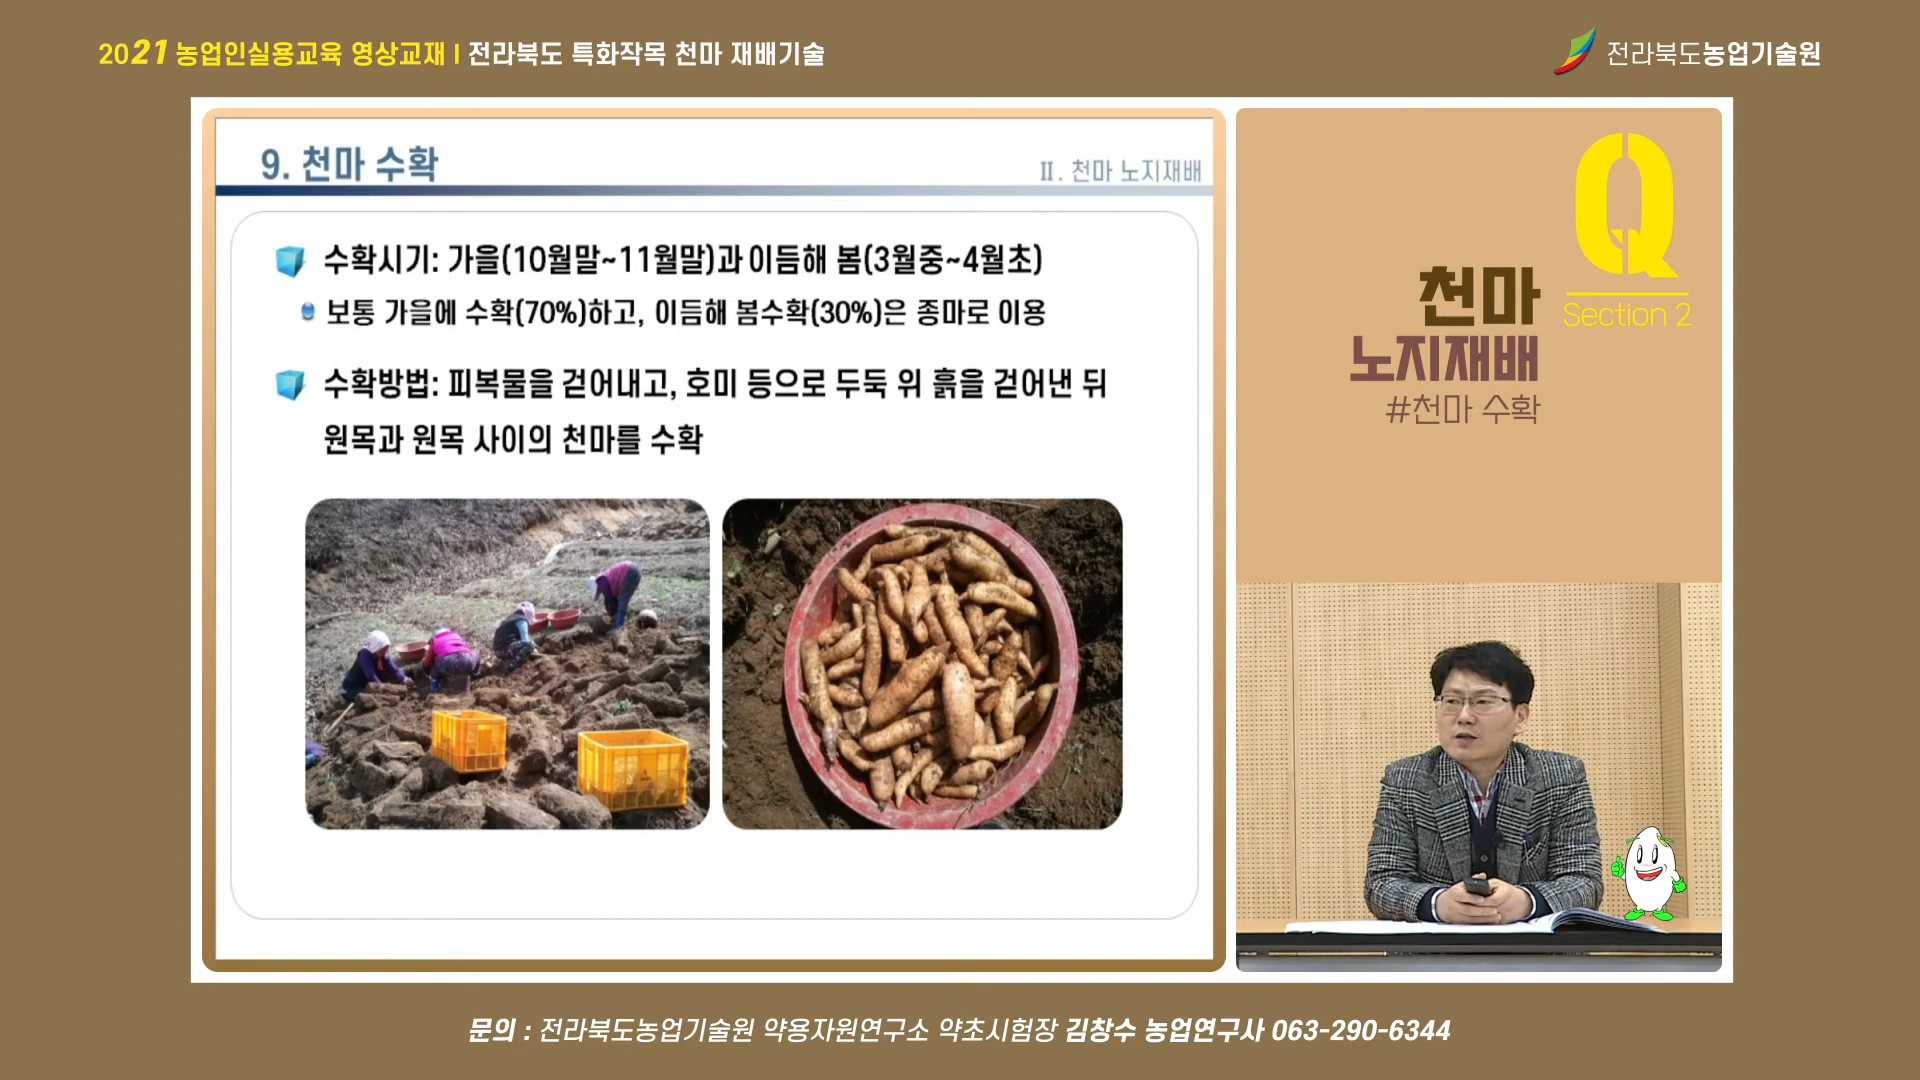 2021 농업인실용교육 영상교재 I 전라북도 특화작목 천마 재배기술
전라북도농업기술원
9. 천마 수확
II. 천마 노지재배
수확시기: 가을(10월말~11월말)과 이듬해 봄(3월중~4월초)
보통 가을에 수확(70%)하고, 이듬해 봄수확(30%)은 종마로 이용
수확방법: 피복물을 걷어내고, 호미 등으로 두둑 위 흙을 걷어낸 뒤
원목과 원목 사이의 천마를 수확
Q
Section 2
천마
노지재배
#천마 수확
문의 : 전라북도농업기술원 약용자원연구소 약초시험장 김창수 농업연구사 063-290-6344